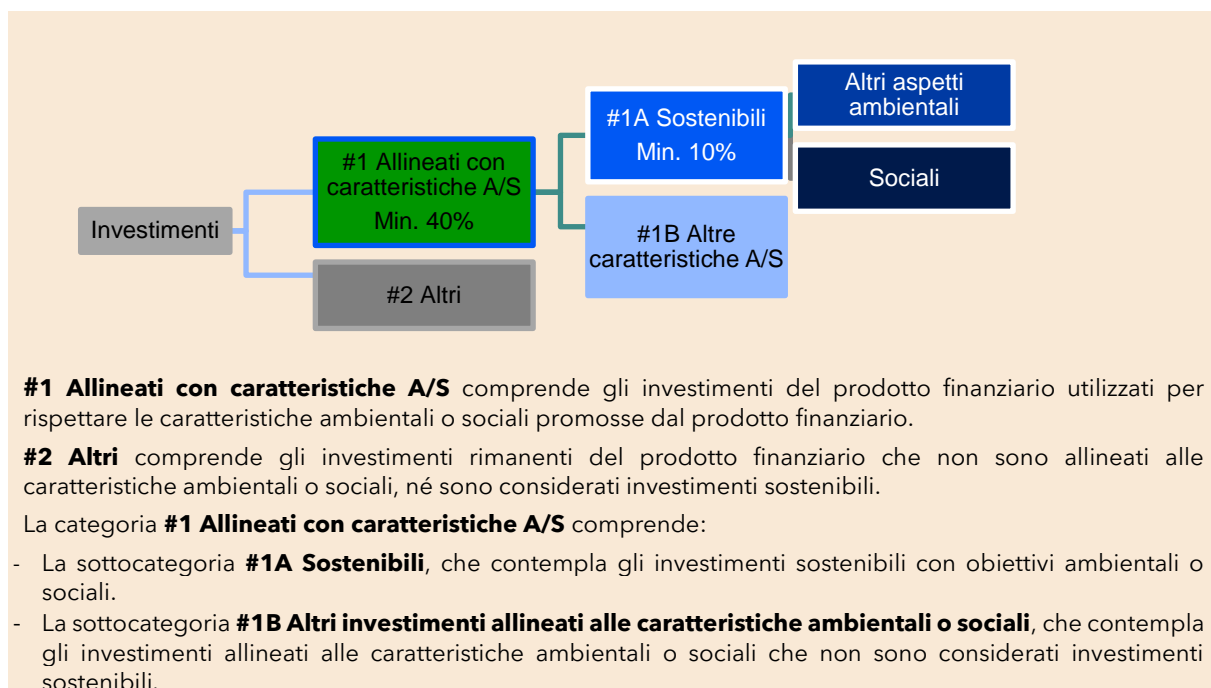 Altri aspetti
ambientali
#1A Sostenibili
Min. 10%
Sociali
#1 Allineati con
caratteristiche A/S
Min. 40%
Investimenti
#1B Altre
caratteristiche A/S
#2 Altri
#1 Allineati con caratteristiche A/S comprende gli investimenti del prodotto finanziario utilizzati per
rispettare le caratteristiche ambientali o sociali promosse dal prodotto finanziario.
#2 Altri comprende gli investimenti rimanenti del prodotto finanziario che non sono allineati alle
caratteristiche ambientali o sociali, né sono considerati investimenti sostenibili.
La categoria #1 Allineati con caratteristiche A/S comprende:
- La sottocategoria #1A Sostenibili, che contempla gli investimenti sostenibili con obiettivi ambientali o
sociali.
- La sottocategoria #1B Altri investimenti allineati alle caratteristiche ambientali o sociali, che contempla
gli investimenti allineati alle caratteristiche ambientali o sociali che non sono considerati investimenti
sostenibili.